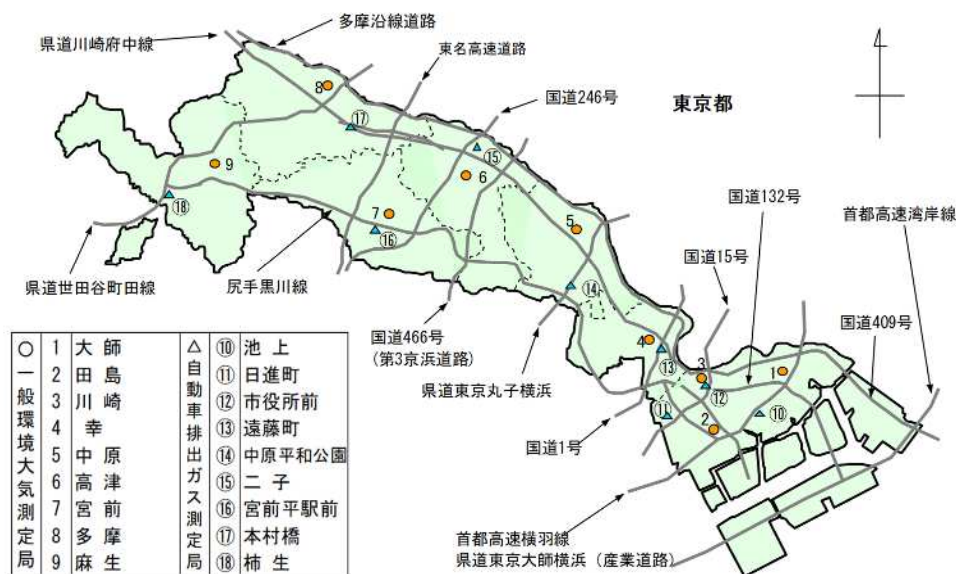 多摩沿線道路
県道川崎府中線
東名高速道路
国道246号
東京都
8
⑰
⑮
9
6
国道132号
首都高速湾岸線
⑱
7
⑯
5
国道15号
県道世田谷町田線
尻手黒川線
⑭
国道409号
国道466号
(第3京浜道路)
4
⑬
3
1
県道東京丸子横浜
⑫
⑪
2
⑩
国道1号
首都高速横羽線
県道東京大師横浜(産業道路)
○一般環境大気測定局
1 大師
2 田島
3 川崎
4 幸
5 中原
6 高津
7 宮前
8 多摩
9 麻生
△自動車排出ガス測定局
⑩ 池上
⑪ 日進町
⑫ 市役所前
⑬ 遠藤町
⑭ 中原平和公園
⑮ 二子
⑯ 宮前平駅前
⑰ 本村橋
⑱ 柿生